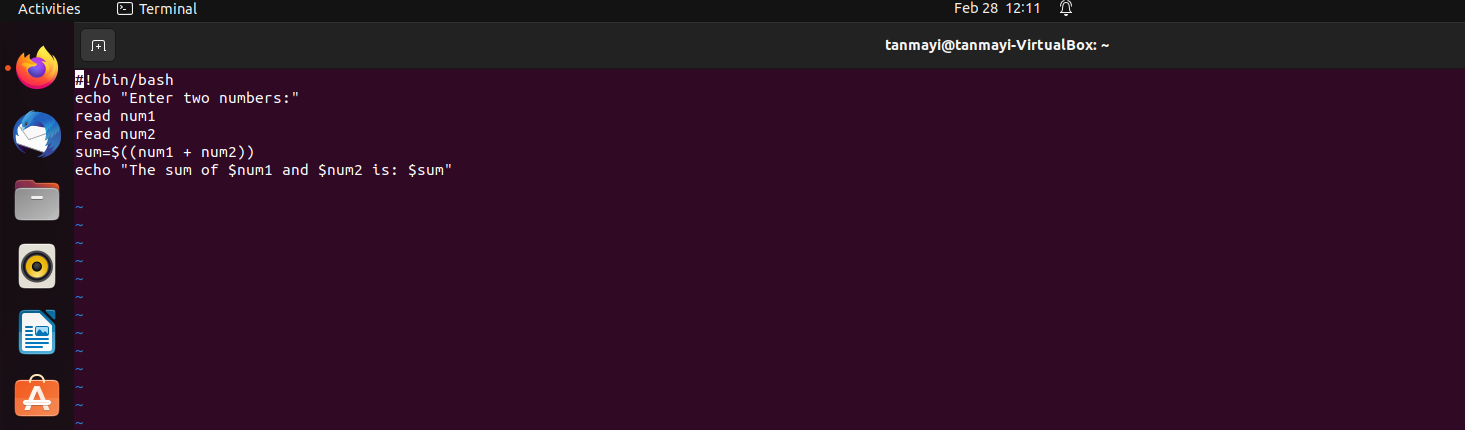 Activities
Terminal
Feb 28 12:11
tanmayi@tanmayi-VirtualBox: ~
#!/bin/bash
echo "Enter two numbers:"
read num1
read num2
sum=$((num1 + num2))
echo "The sum of $num1 and $num2 is: $sum"
~
~
~
~
~
~
~
~
~
~
~
~
~